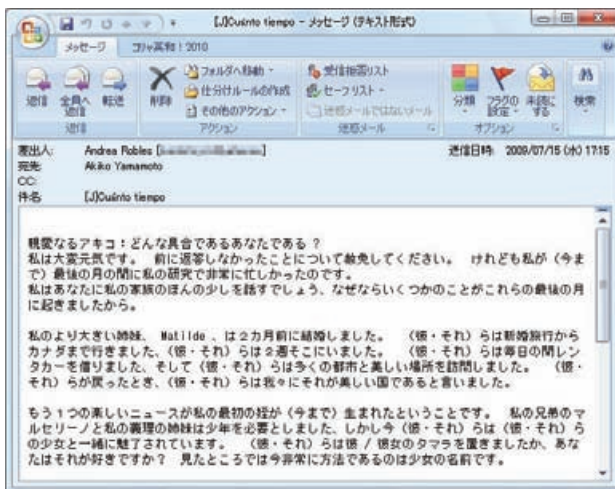 [J]Cuánto tiempo - メッセージ (テキスト形式)
メッセージ コリャ英和！2010
返信 全員へ返信 転送 削除 フォルダへ移動 仕分けルールの作成 その他のアクション 受信拒否リスト セーフリスト 迷惑メールではないメール 分類 フラグの設定 未読にする 検索
返信 アクション 迷惑メール オプション
差出人: Andrea Robles [ ] 送信日時: 2009/07/15 (水) 17:15
宛先: Akiko Yamamoto
CC:
件名: [J]Cuánto tiempo
親愛なるアキコ：どんな具合であるあなたである？
私は大変元気です。 前に返答しなかったことについて勘免してください。 けれども私が（今ま
で）最後の月の間に私の研究で非常に忙しかったのです。
私はあなたに私の家族のほんの少しを話すでしょう、なぜならいくつかのことがこれらの最後の月
に起きましたから。
私のより大きい姉妹、 Matilde 、は２カ月前に結婚しました。 （彼・それ）らは新婚旅行から
カナダまで行きました、（彼・それ）らは２週そこにいました。 （彼・それ）らは毎日の間レン
タカーを借りました、そして（彼・それ）らは多くの都市と美しい場所を訪問しました。 （彼・
それ）らが戻ったとき、（彼・それ）らは我々にそれが美しい国であると言いました。
もう１つの楽しいニュースが私の最初の姪が（今まで）生まれたということです。 私の兄弟のマ
ルセリーノと私の義理の姉妹は少年を必要としました、しかし今（彼・それ）らは（彼・それ）ら
の少女と一緒に魅了されています。 （彼・それ）らは彼 / 彼女のタマラを置きましたか、あな
たはそれが好きですか？ 見たところでは今非常に方法であるのは少女の名前です。